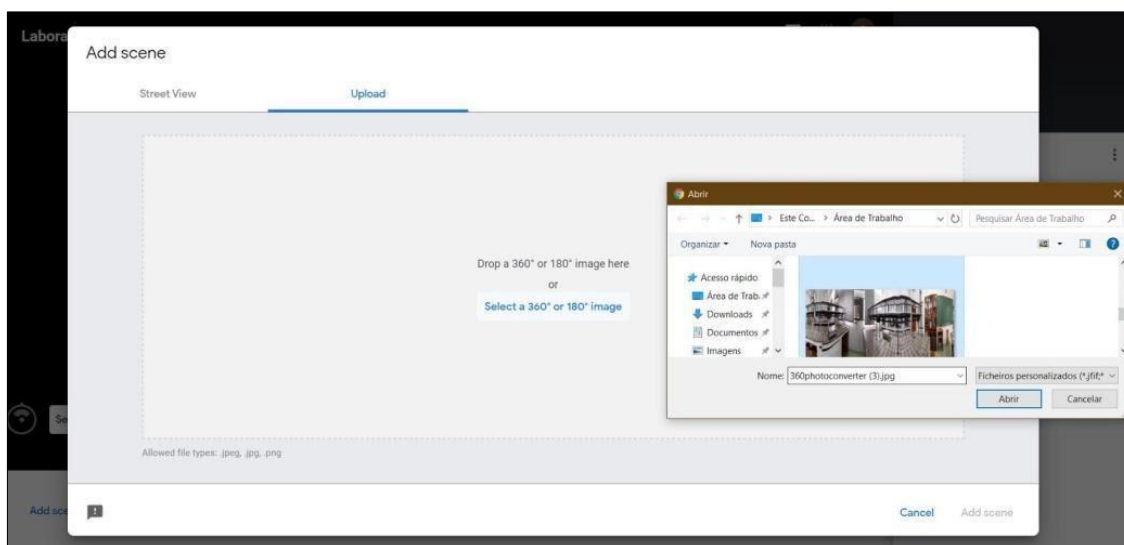 Labora
Add scene
Street View
Upload
Drop a 360° or 180° image here
or
Select a 360° or 180° image
Allowed file types: .jpeg, .jpg, .png
Cancel
Add scene
Se
Add sce
Abrir
Este Co... > Área de Trabalho
Pesquisar Área de Trabalho
Organizar
Nova pasta
Acesso rápido
Área de Trab
Downloads
Documentos
Imagens
Nome: 360photoconverter (3).jpg
Ficheiros personalizados (*.jfif;*
Abrir
Cancelar